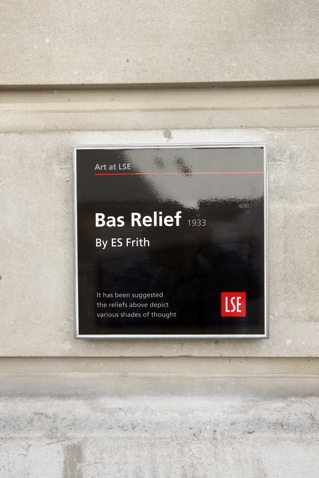 Art at LSE
Bas Relief 1933
By ES Frith
It has been suggested
the reliefs above depict
various shades of thought
LSE